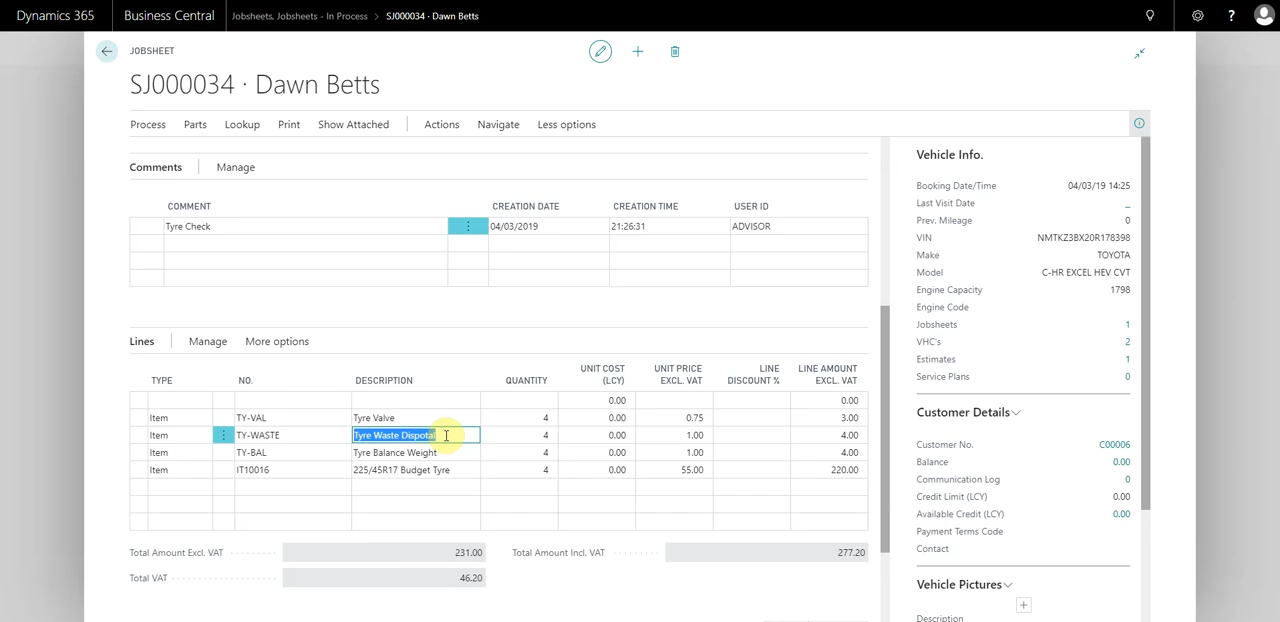 Dynamics 365 Business Central Jobsheets, Jobsheets - In Process > SJ000034 · Dawn Betts ?
JOBSHEET
SJ000034 · Dawn Betts
Process Parts Lookup Print Show Attached Actions Navigate Less options
Comments Manage
COMMENT CREATION DATE CREATION TIME USER ID
Tyre Check 04/03/2019 21:26:31 ADVISOR
Lines Manage More options
TYPE NO. DESCRIPTION QUANTITY UNIT COST (LCY) UNIT PRICE EXCL. VAT LINE DISCOUNT % LINE AMOUNT EXCL. VAT
0.00 0.00
Item TY-VAL Tyre Valve 4 0.00 0.75 3.00
Item TY-WASTE Tyre Waste Dispotal 4 0.00 1.00 4.00
Item TY-BAL Tyre Balance Weight 4 0.00 1.00 4.00
Item IT10016 225/45R17 Budget Tyre 4 0.00 55.00 220.00
Total Amount Excl. VAT 231.00 Total Amount Incl. VAT 277.20
Total VAT 46.20
Vehicle Info.
Booking Date/Time 04/03/19 14:25
Last Visit Date _
Prev. Mileage 0
VIN NMTKZ3BX20R178398
Make TOYOTA
Model C-HR EXCEL HEV CVT
Engine Capacity 1798
Engine Code
Jobsheets 1
VHC's 2
Estimates 1
Service Plans 0
Customer Details
Customer No. C00006
Balance 0.00
Communication Log 0
Credit Limit (LCY) 0.00
Available Credit (LCY) 0.00
Payment Terms Code
Contact
Vehicle Pictures
Description